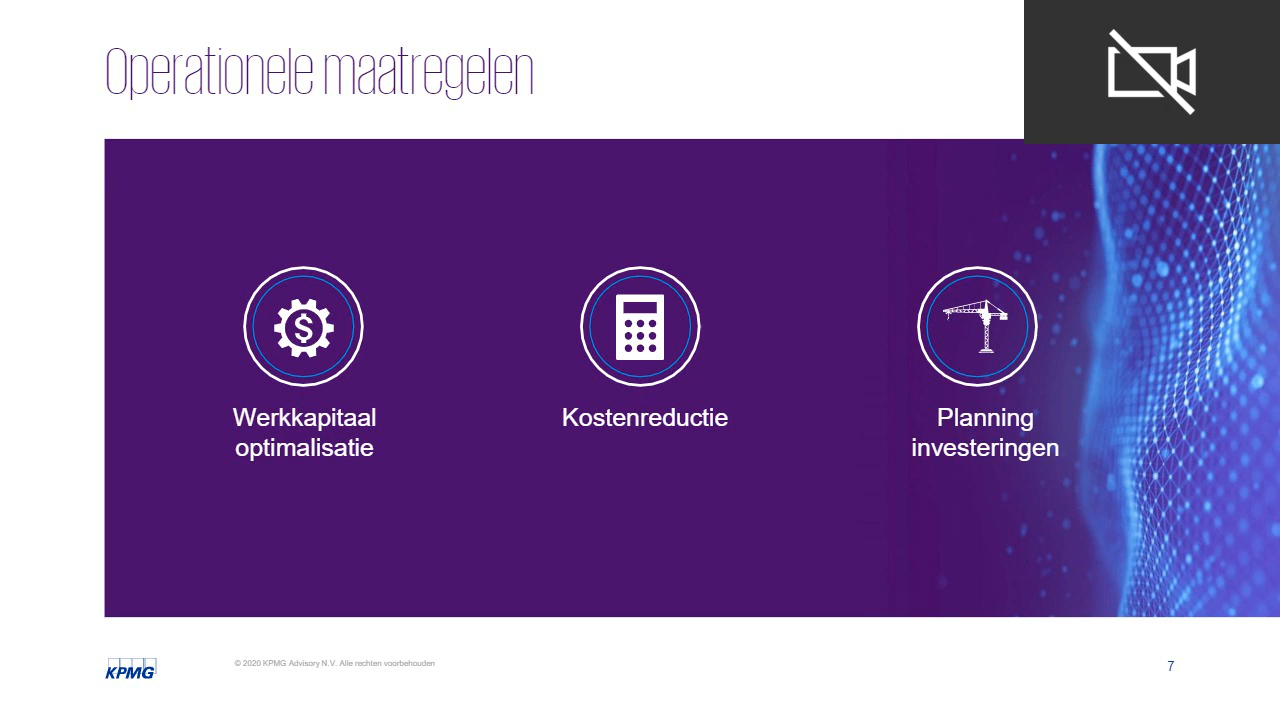 Operationele maatregelen
$
Werkkapitaal
optimalisatie
Kostenreductie
Planning
investeringen
KPMG
© 2020 KPMG Advisory N.V. Alle rechten voorbehouden
7